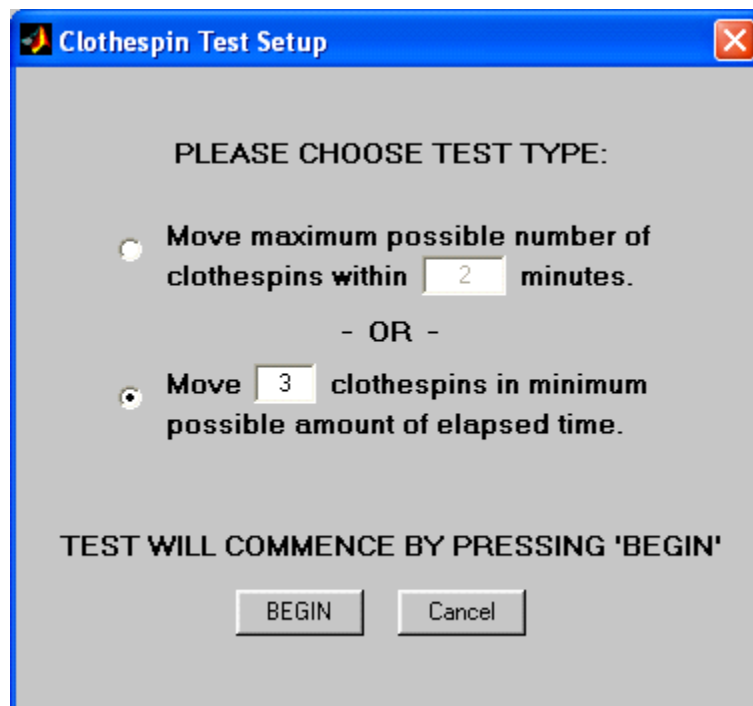 Clothespin Test Setup
PLEASE CHOOSE TEST TYPE:
Move maximum possible number of
clothespins within 2 minutes.
- OR -
Move 3 clothespins in minimum
possible amount of elapsed time.
TEST WILL COMMENCE BY PRESSING 'BEGIN'
BEGIN Cancel